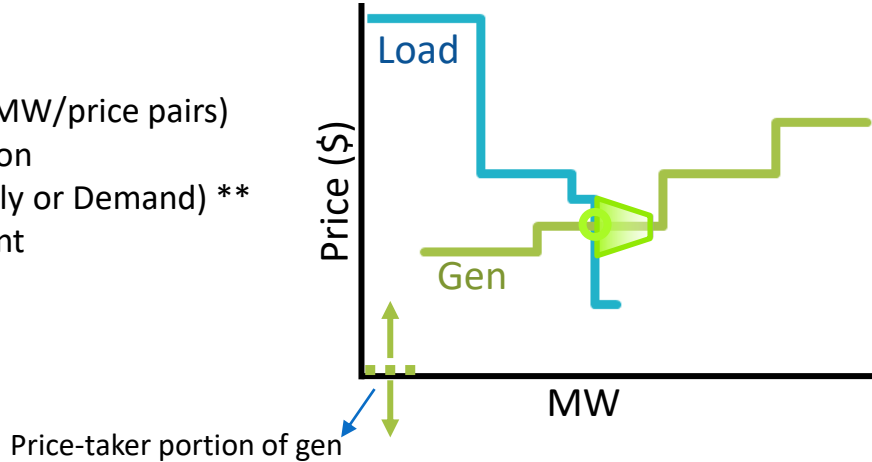 MW/price pairs)
on
ly or Demand) **
nt
Load
Price ($)
Gen
MW
Price-taker portion of gen